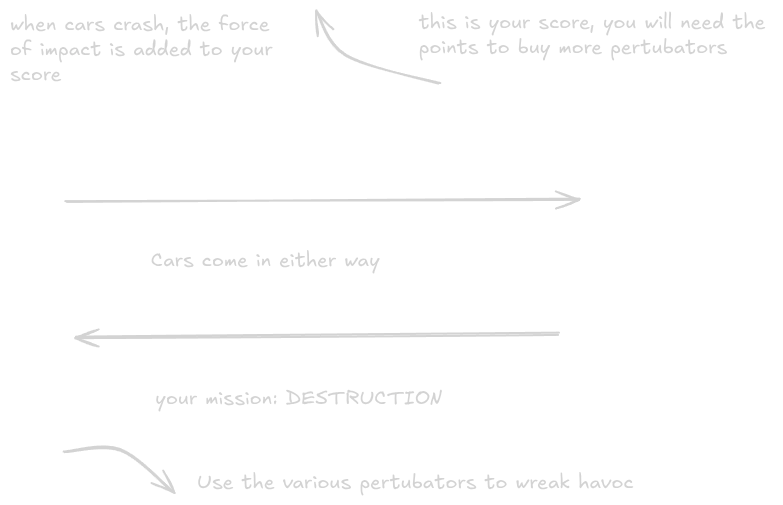 when cars crash, the force
of impact is added to your
score
this is your score, you will need the
points to buy more pertubators
Cars come in either way
your mission: DESTRUCTION
Use the various pertubators to wreak havoc